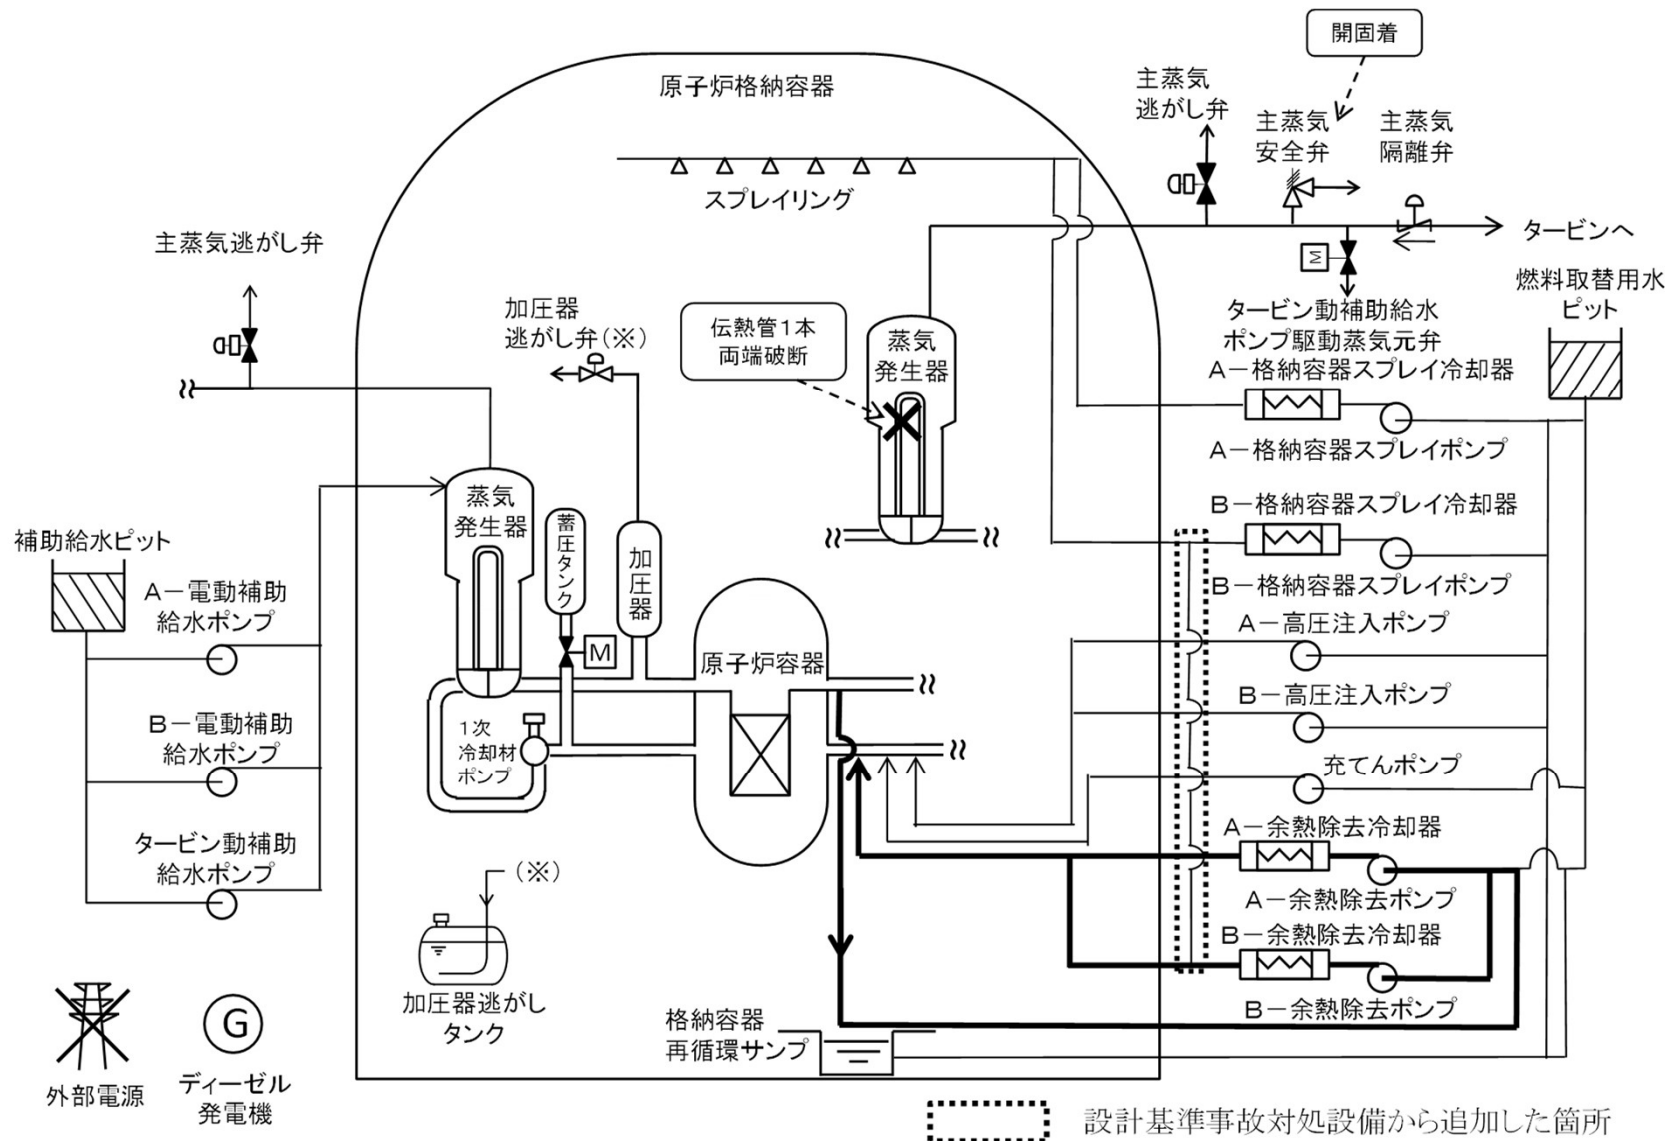 開固着
原子炉格納容器
主蒸気
逃がし弁
主蒸気
安全弁
主蒸気
隔離弁
スプレイリング
タービンへ
主蒸気逃がし弁
燃料取替用水
ピット
加圧器
逃がし弁(※)
伝熱管1本
両端破断
M
タービン動補助給水
ポンプ駆動蒸気元弁
蒸気
発生器
A-格納容器スプレイ冷却器
A-格納容器スプレイポンプ
蒸気
発生器
蓄圧タンク
加圧器
B-格納容器スプレイ冷却器
B-格納容器スプレイポンプ
補助給水ピット
A-電動補助
給水ポンプ
A-高圧注入ポンプ
M
原子炉容器
B-高圧注入ポンプ
B-電動補助
給水ポンプ
1次
冷却材
ポンプ
充てんポンプ
タービン動補助
給水ポンプ
A-余熱除去冷却器
A-余熱除去ポンプ
(※)
B-余熱除去冷却器
B-余熱除去ポンプ
加圧器逃がし
タンク
格納容器
再循環サンプ
外部電源
G
ディーゼル
発電機
設計基準事故対処設備から追加した箇所